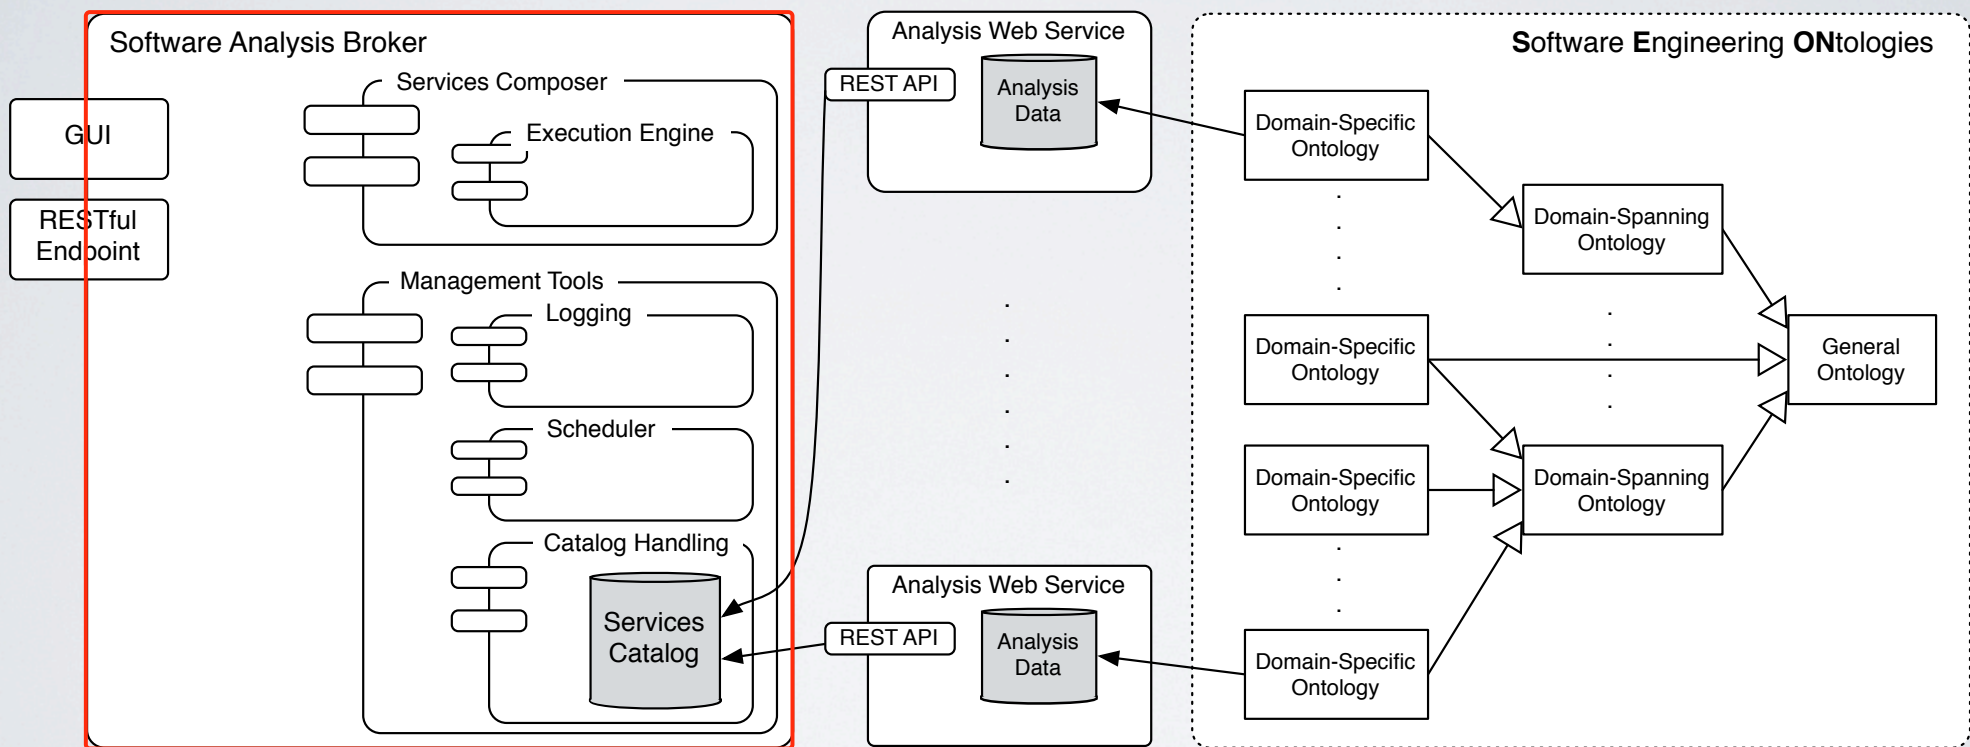 Software Analysis Broker
GUI
RESTful
Endpoint
Services Composer
Execution Engine
Management Tools
Logging
Scheduler
Catalog Handling
Services
Catalog
Analysis Web Service
REST API
Analysis
Data
Analysis Web Service
REST API
Analysis
Data
Software Engineering ONtologies
Domain-Specific
Ontology
Domain-Spanning
Ontology
Domain-Specific
Ontology
General
Ontology
Domain-Specific
Ontology
Domain-Spanning
Ontology
Domain-Specific
Ontology